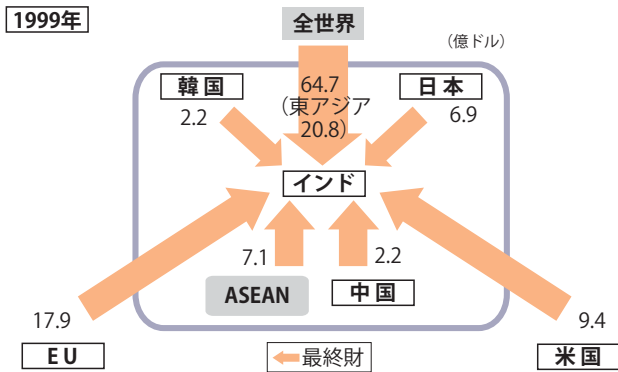 1999年
全世界
（億ドル）
韓国
64.7
（東アジア
20.8）
日本
2.2
6.9
インド
7.1
2.2
ASEAN
中国
17.9
9.4
EU
最終財
米国